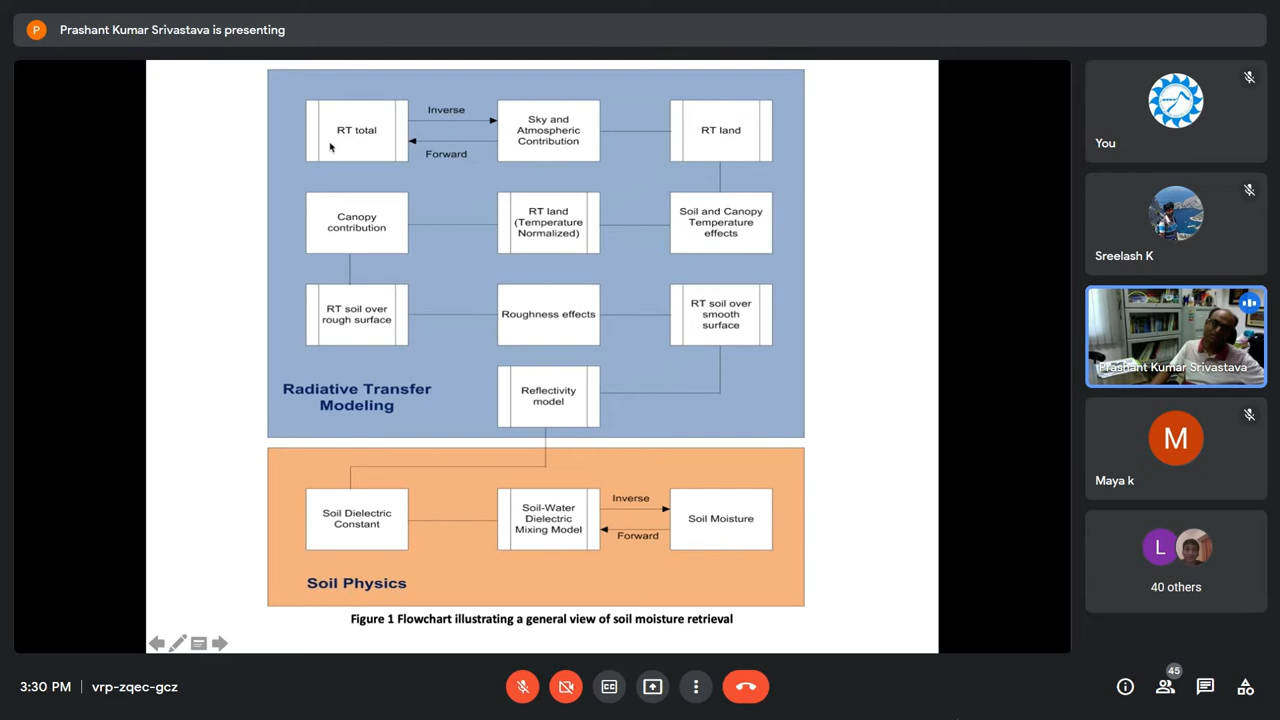 P
Prashant Kumar Srivastava is presenting
RT total
Inverse
Forward
Sky and
Atmospheric
Contribution
RT land
Canopy
contribution
RT land
(Temperature
Normalized)
Soil and Canopy
Temperature
effects
RT soil over
rough surface
Roughness effects
RT soil over
smooth
surface
Radiative Transfer
Modeling
Reflectivity
model
Soil Dielectric
Constant
Soil-Water
Dielectric
Mixing Model
Inverse
Forward
Soil Moisture
Soil Physics
Figure 1 Flowchart illustrating a general view of soil moisture retrieval
You
Sreelash K
Prashant Kumar Srivastava
M
Maya k
L
40 others
3:30 PM | vrp-zqec-gcz
CC
45